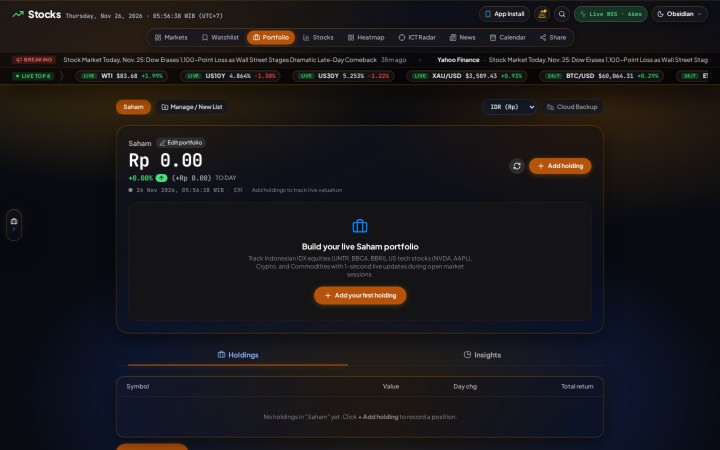 Stocks Thursday, Nov 26, 2026 · 05:56:38 WIB (UTC+7)
App Install
Live WSS · 66ms
Obsidian
Markets
Watchlist
Portfolio
Stocks
Heatmap
ICT Radar
News
Calendar
Share
BREAKING
Stock Market Today, Nov. 25: Dow Erases 1,100-Point Loss as Wall Street Stages Dramatic Late-Day Comeback 38m ago · Yahoo Finance · Stock Market Today, Nov. 25: Dow Erases 1,100-Point Loss as Wall Street Stag
LIVE TOP 8
LIVE WTI $83.68 +1.99%
LIVE US10Y 4.864% -1.30%
LIVE US30Y 5.253% -1.22%
LIVE XAU/USD $3,589.43 +0.93%
24/7 BTC/USD $60,064.31 +0.29%
24/7
Saham
Manage / New List
IDR (Rp)
Cloud Backup
Saham
Edit portfolio
Rp 0.00
+0.00% (+Rp 0.00) TODAY
26 Nov 2026, 05:56:38 WIB · IDR · Add holdings to track live valuation
+ Add holding
Build your live Saham portfolio
Track Indonesian IDX equities (UNTR, BBCA, BBRI), US tech stocks (NVDA, AAPL),
Crypto, and Commodities with 1-second live updates during open market
sessions.
+ Add your first holding
Holdings
Insights
Symbol
Value
Day chg
Total return
No holdings in "Saham" yet. Click + Add holding to record a position.